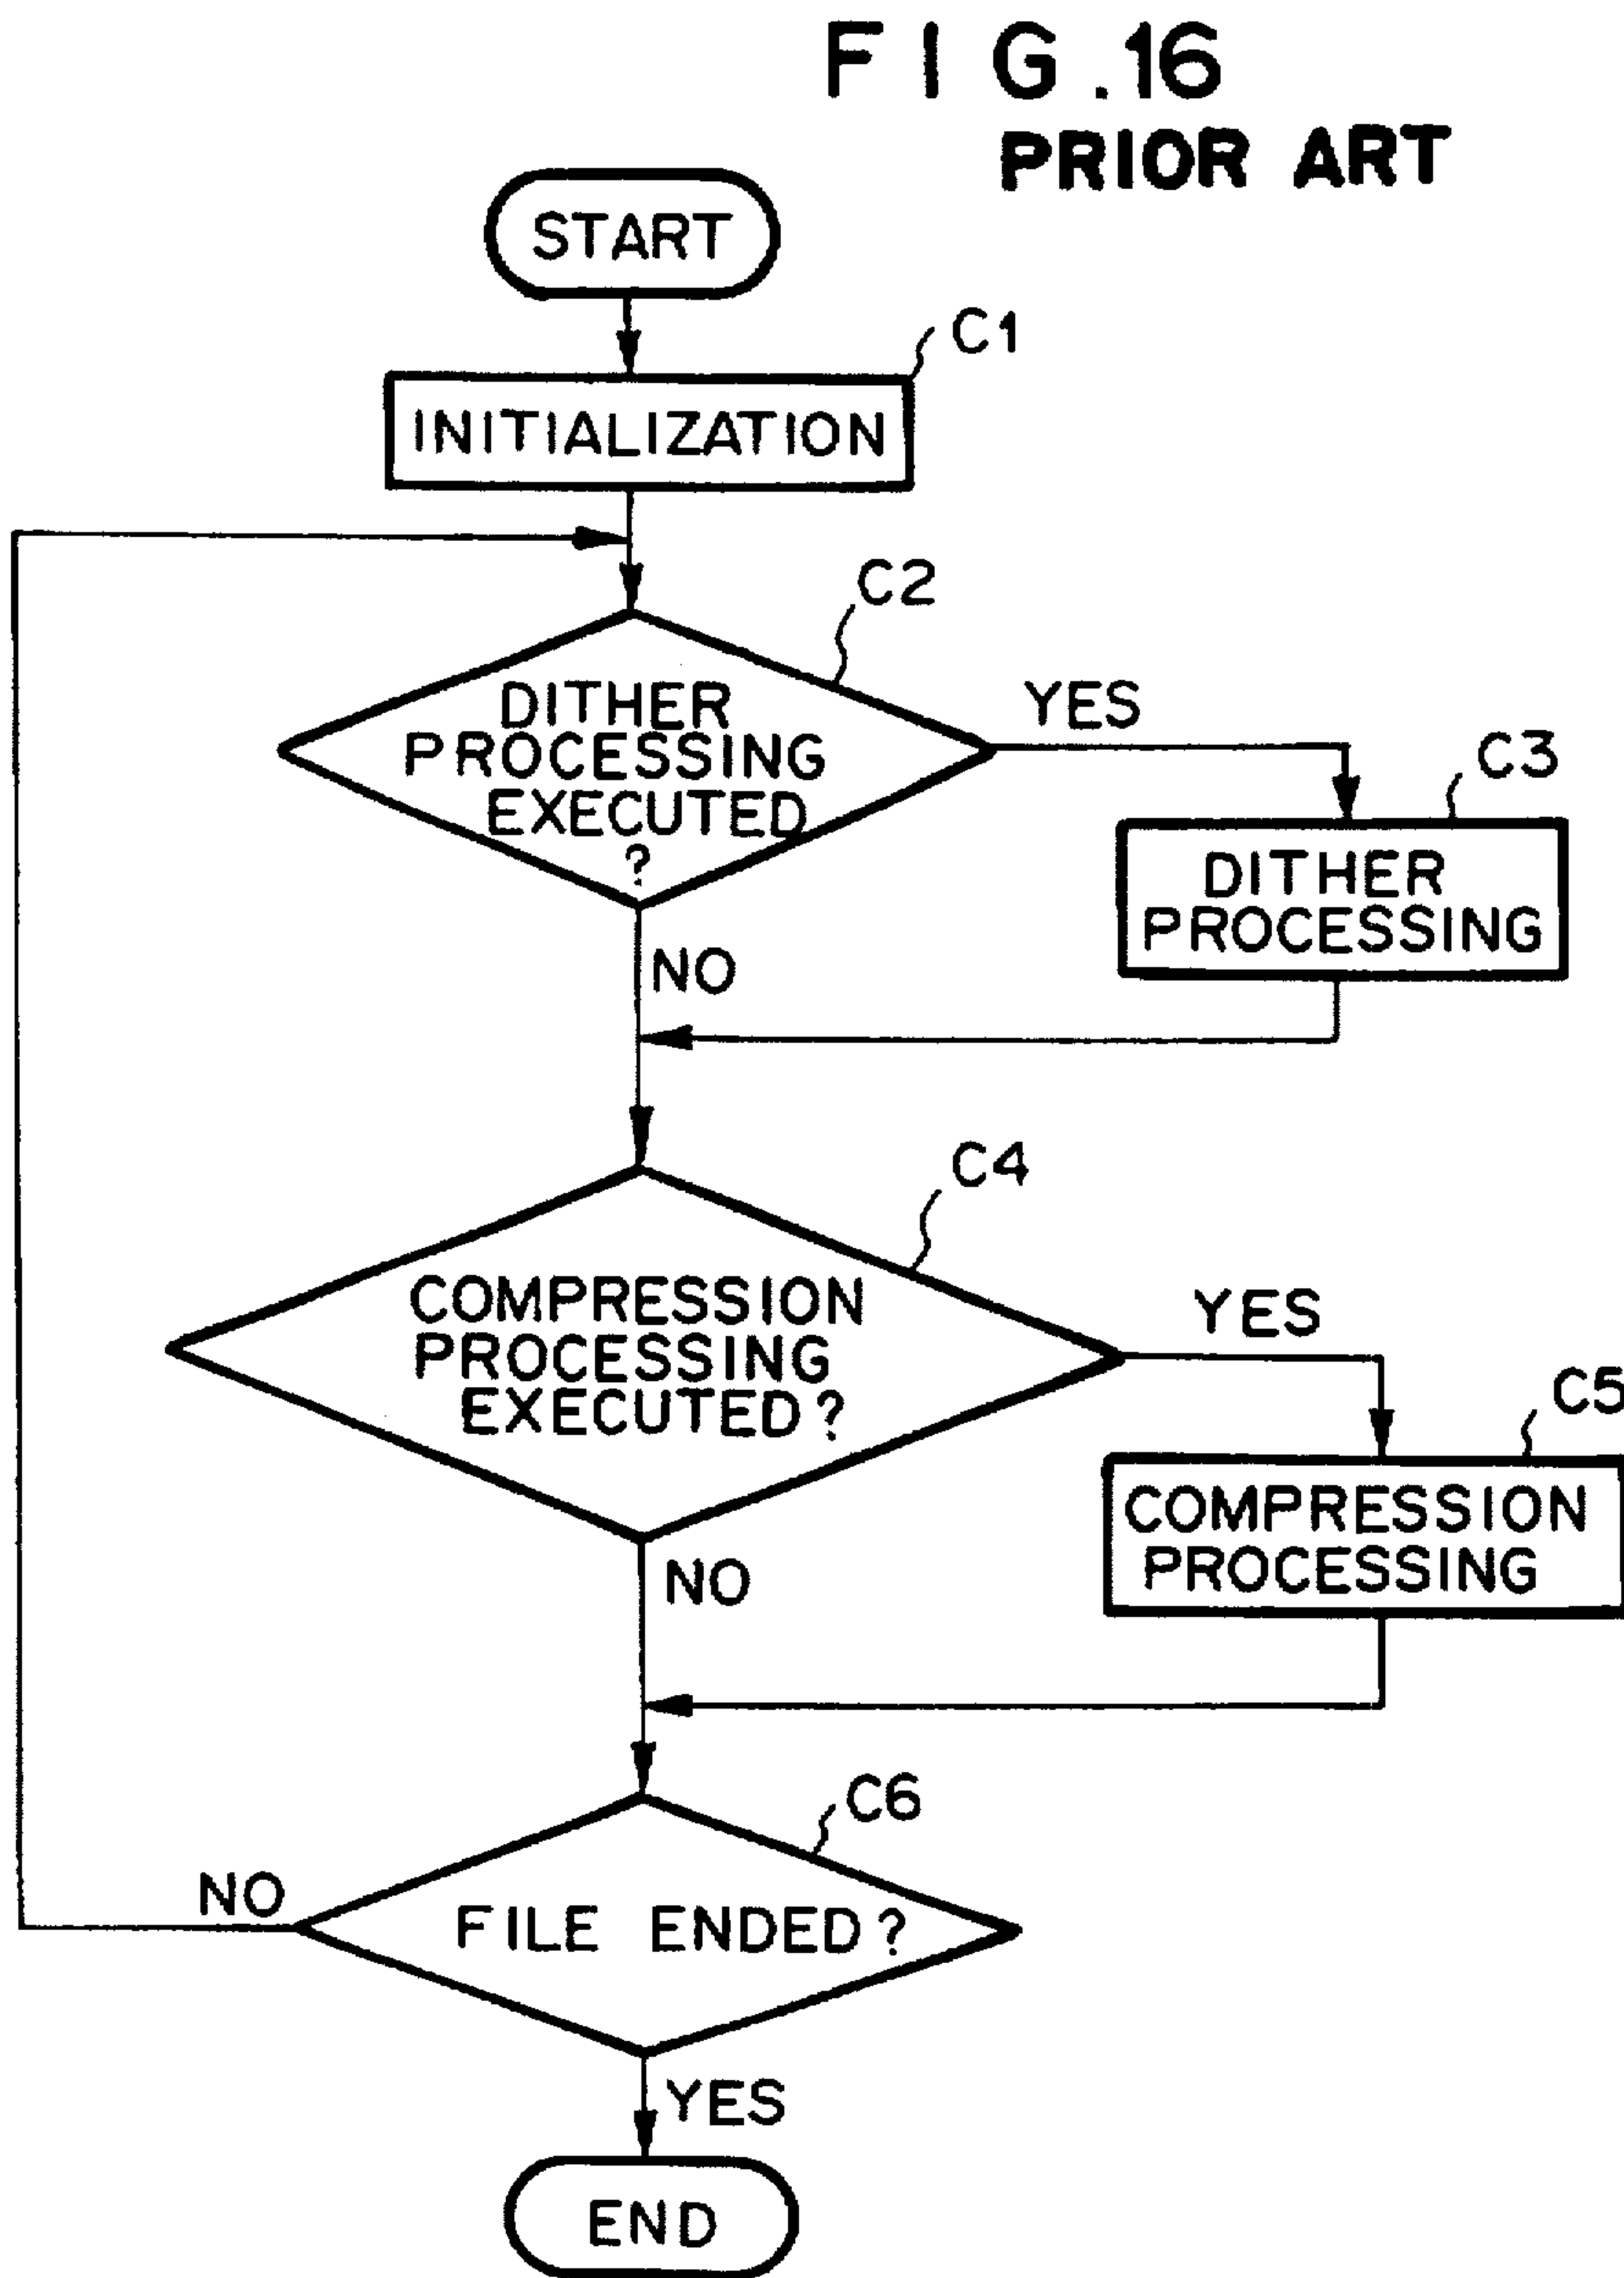 FIG.16
PRIOR ART
START
C1
INITIALIZATION
C2
DITHER
PROCESSING
EXECUTED
?
YES
C3
DITHER
PROCESSING
NO
C4
COMPRESSION
PROCESSING
EXECUTED?
YES
C5
COMPRESSION
PROCESSING
NO
C6
FILE ENDED?
NO
YES
END